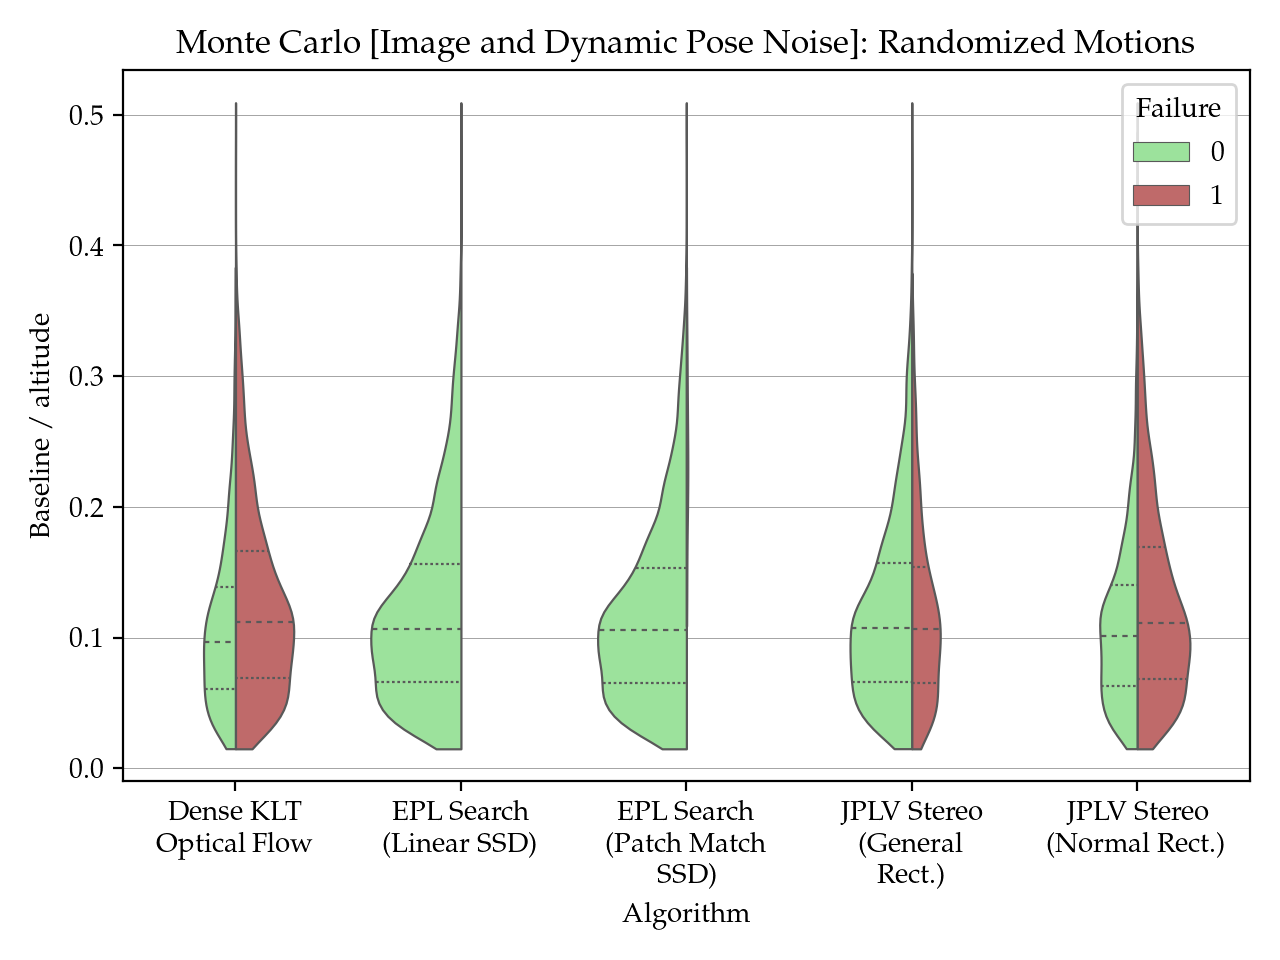 Monte Carlo [Image and Dynamic Pose Noise]: Randomized Motions
Failure
0
1
0.5
0.4
0.3
0.2
0.1
0.0
Baseline / altitude
Dense KLT
Optical Flow
EPL Search
(Linear SSD)
EPL Search
(Patch Match
SSD)
JPLV Stereo
(General
Rect.)
JPLV Stereo
(Normal Rect.)
Algorithm